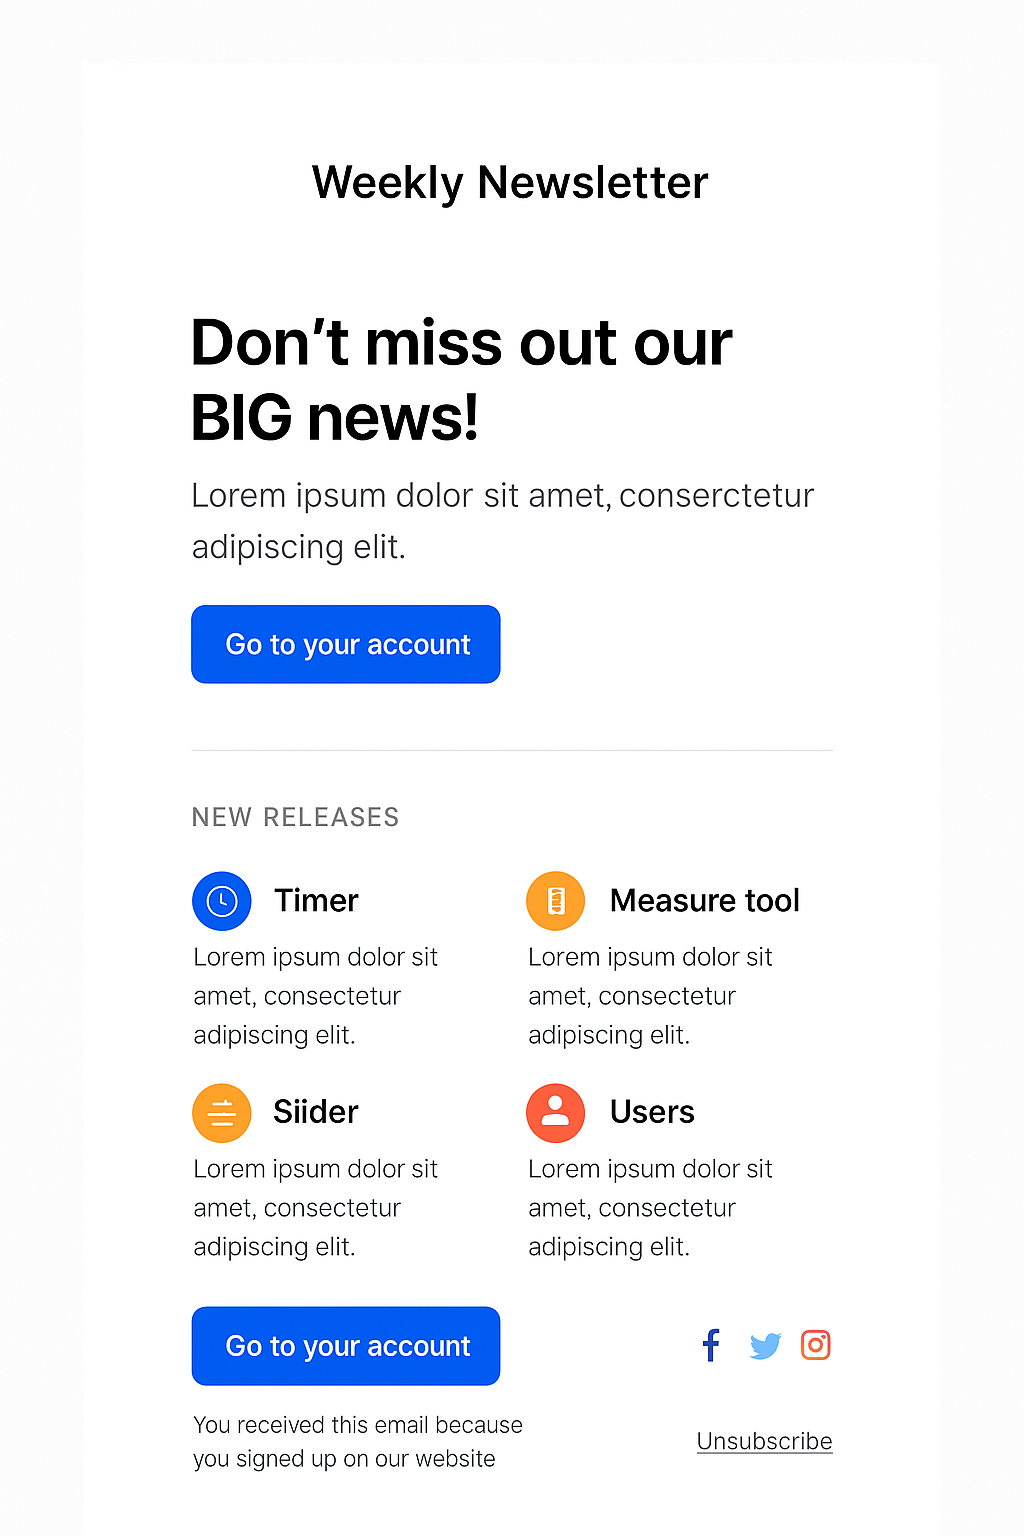 Weekly Newsletter
Don’t miss out our
BIG news!
Lorem ipsum dolor sit amet, conserctetur
adipiscing elit.
Go to your account
NEW RELEASES
Timer
Lorem ipsum dolor sit
amet, consectetur
adipiscing elit.
Measure tool
Lorem ipsum dolor sit
amet, consectetur
adipiscing elit.
Siider
Lorem ipsum dolor sit
amet, consectetur
adipiscing elit.
Users
Lorem ipsum dolor sit
amet, consectetur
adipiscing elit.
Go to your account
You received this email because
you signed up on our website
Unsubscribe